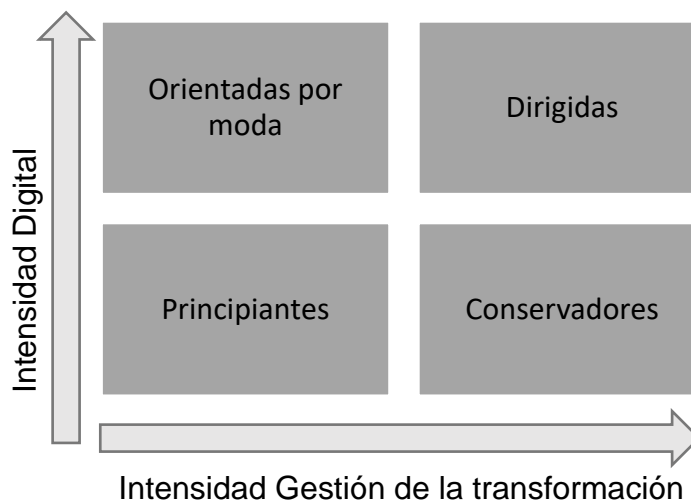 Orientadas por
moda
Dirigidas
Intensidad Digital
Principiantes
Conservadores
Intensidad Gestión de la transformación